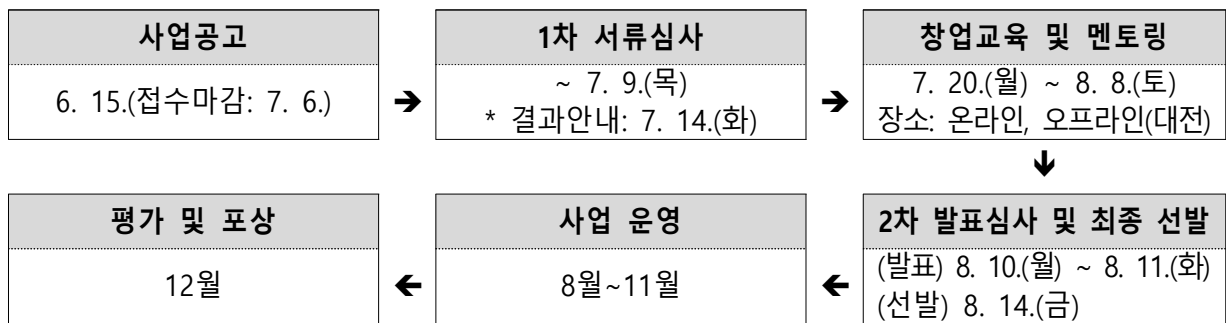 사업공고
6. 15.(접수마감: 7. 6.)
➔
1차 서류심사
~ 7. 9.(목)
* 결과안내: 7. 14.(화)
➔
창업교육 및 멘토링
7. 20.(월) ~ 8. 8.(토)
장소: 온라인, 오프라인(대전)
🡻
2차 발표심사 및 최종 선발
(발표) 8. 10.(월) ~ 8. 11.(화)
(선발) 8. 14.(금)
🡸
사업 운영
8월~11월
🡸
평가 및 포상
12월